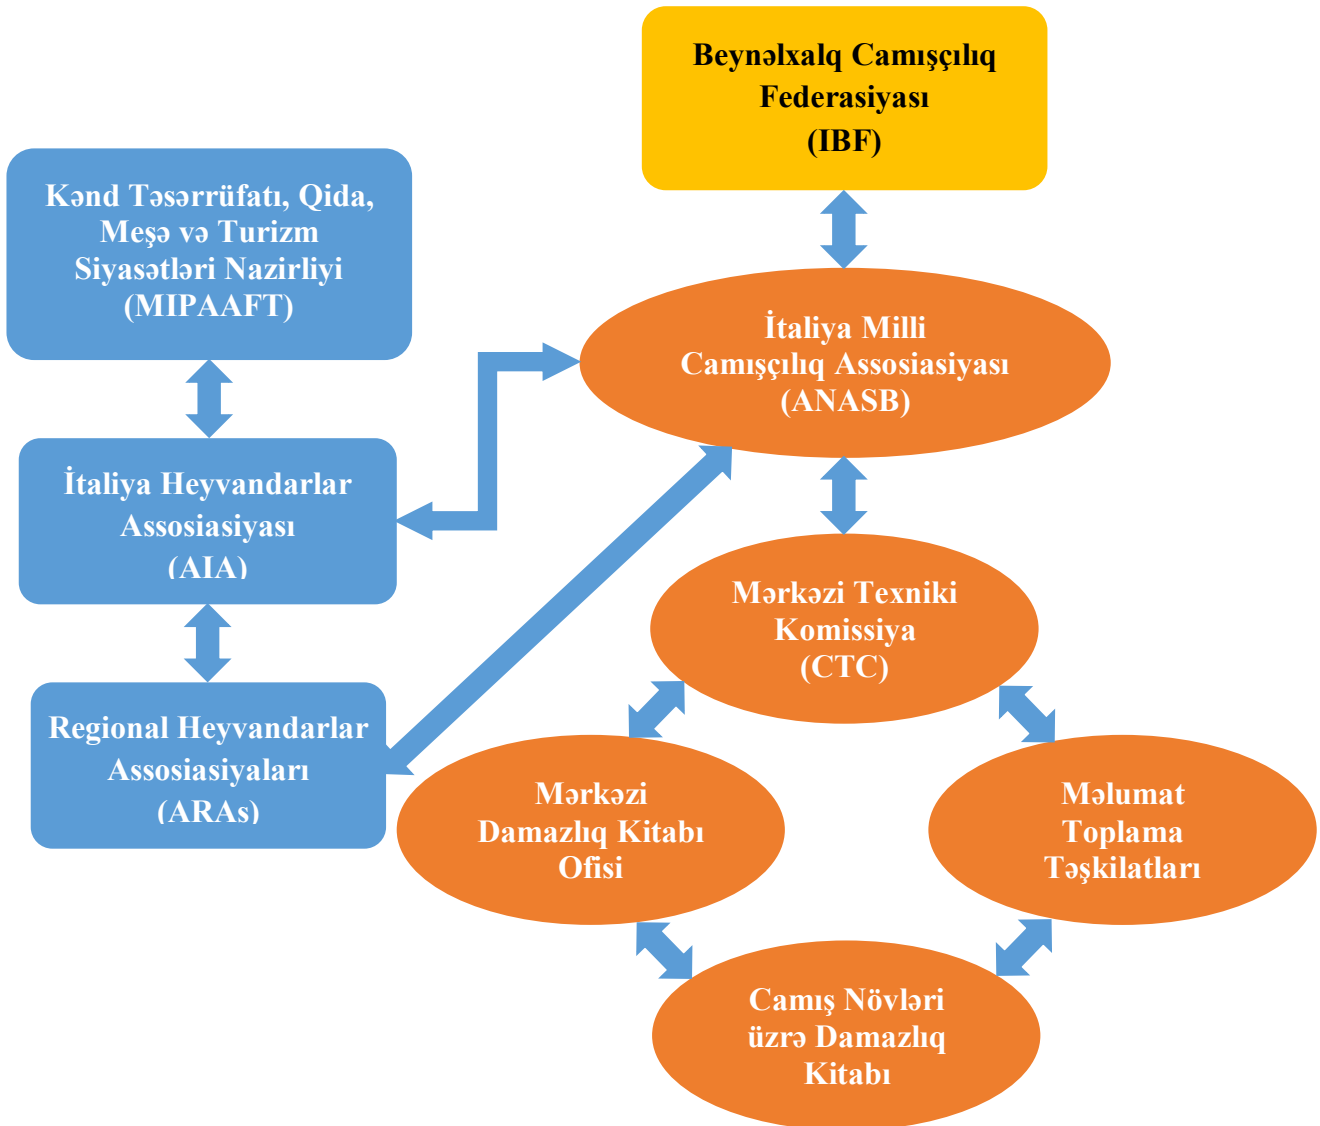 Beynəlxalq Camışçılıq
Federasiyası
(IBF)
Kənd Təsərrüfatı, Qida,
Meşə və Turizm
Siyasətləri Nazirliyi
(MIPAAFT)
İtaliya Milli
Camışçılıq Assosiasiyası
(ANASB)
İtaliya Heyvandarlar
Assosiasiyası
(AIA)
Mərkəzi Texniki
Komissiya
(CTC)
Regional Heyvandarlar
Assosiasiyaları
(ARAs)
Mərkəzi
Damazlıq Kitabı
Ofisi
Məlumat
Toplama
Təşkilatları
Camış Növləri
üzrə Damazlıq
Kitabı